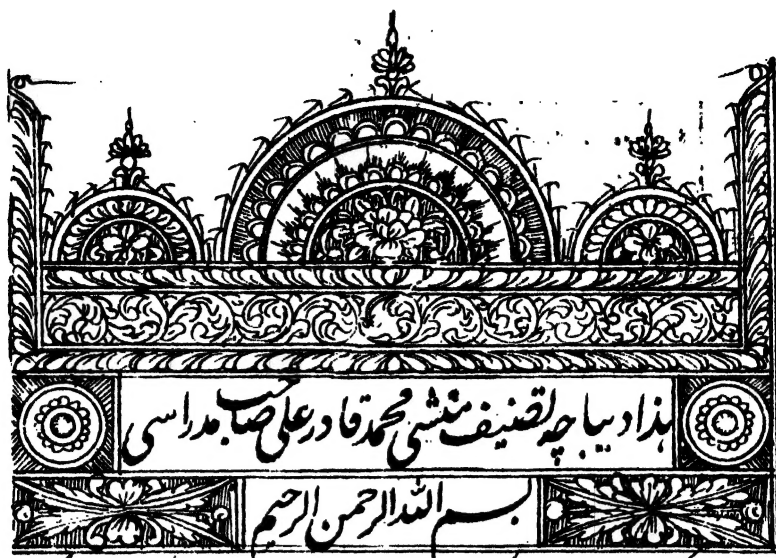 ہذا دیباچہ تصنیف منشی محمد قادر علی صاحب مدراسی
بسم اللہ الرحمن الرحیم